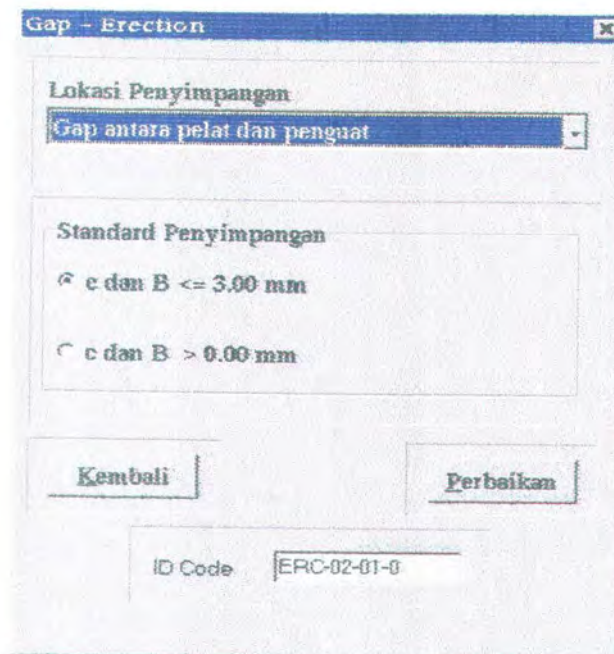 Gap - Erection
Lokasi Penyimpangan
Gap antara pelat dan penguat
Standard Penyimpangan
e dan B <= 3.00 mm
e dan B > 0.00 mm
Kembali
Perbaikan
ID Code ERC-02-01-0